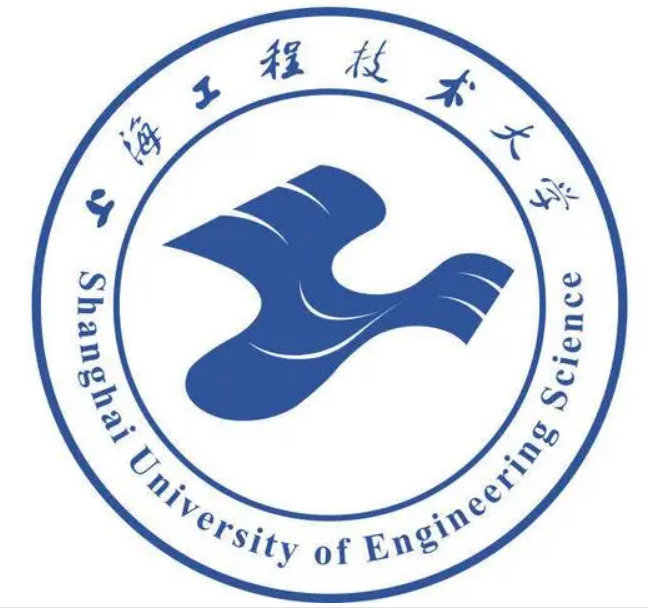 上海工程技术大学
Shanghai University of Engineering Science